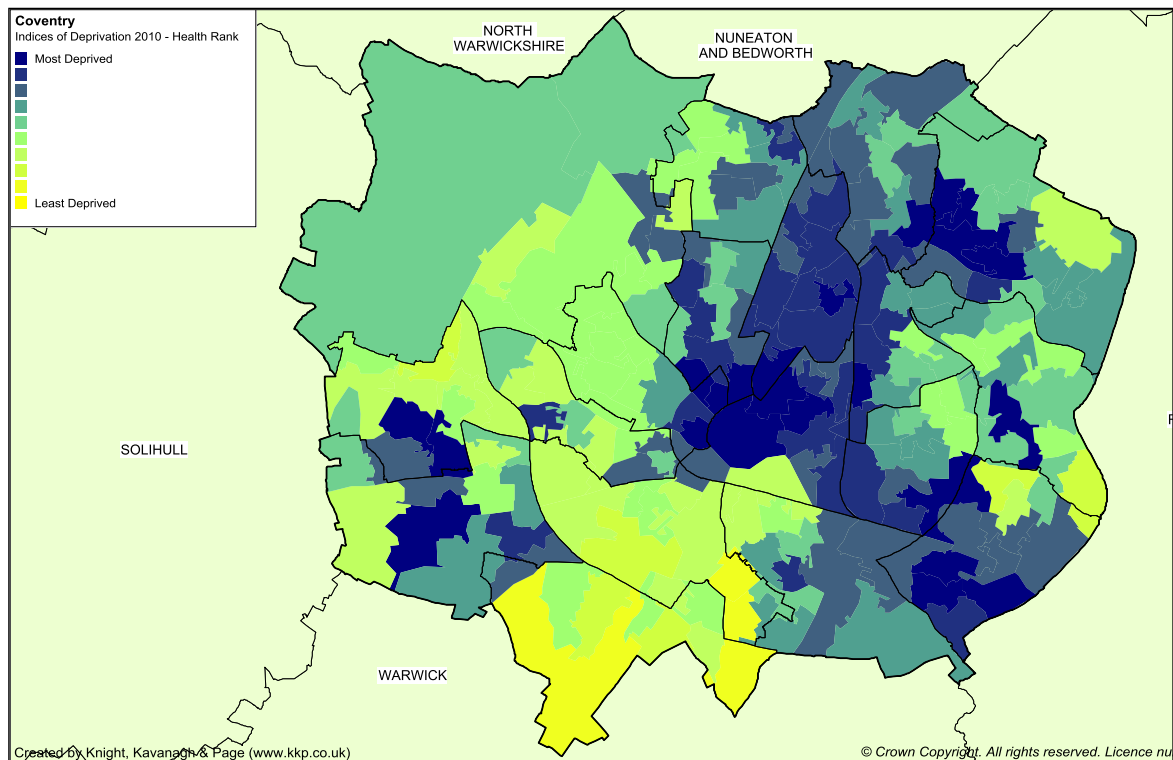 Coventry
Indices of Deprivation 2010 - Health Rank
Most Deprived
Least Deprived
NORTH
WARWICKSHIRE
NUNEATON
AND BEDWORTH
SOLIHULL
WARWICK
Created by Knight, Kavanagh & Page (www.kkp.co.uk)
© Crown Copyright. All rights reserved. Licence nu